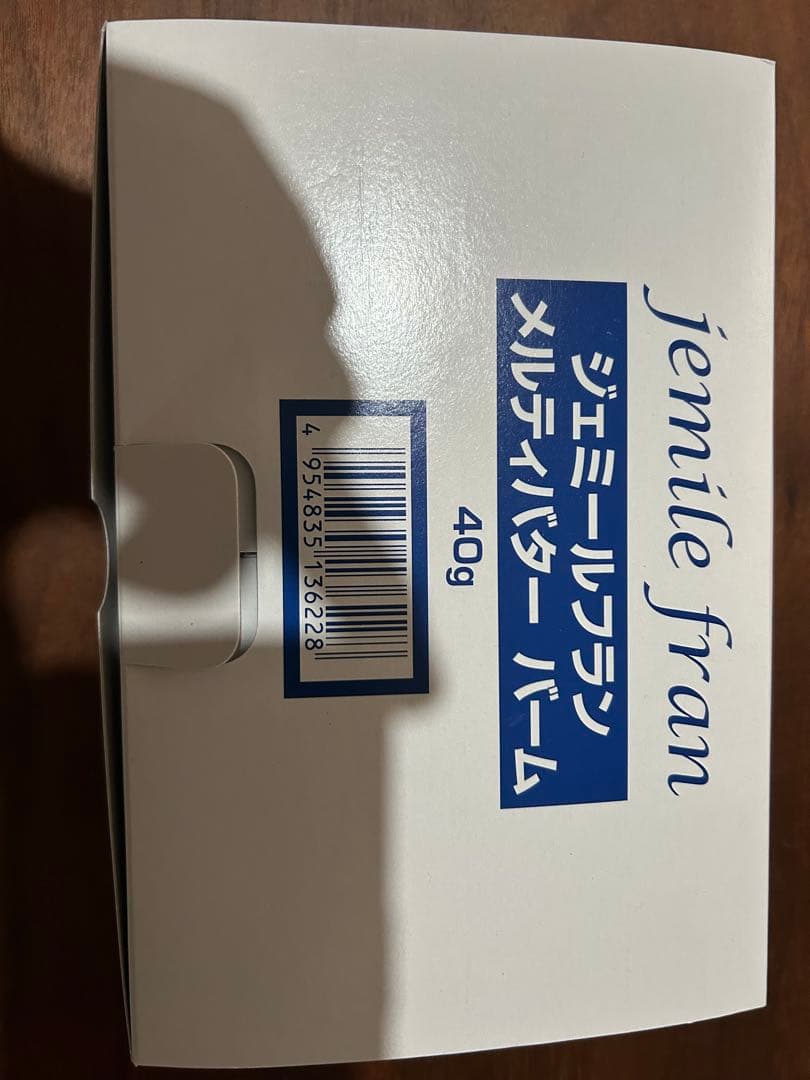 jemile fran
ジェミールフラン
メルティバター バーム
40g
4 954835 136228